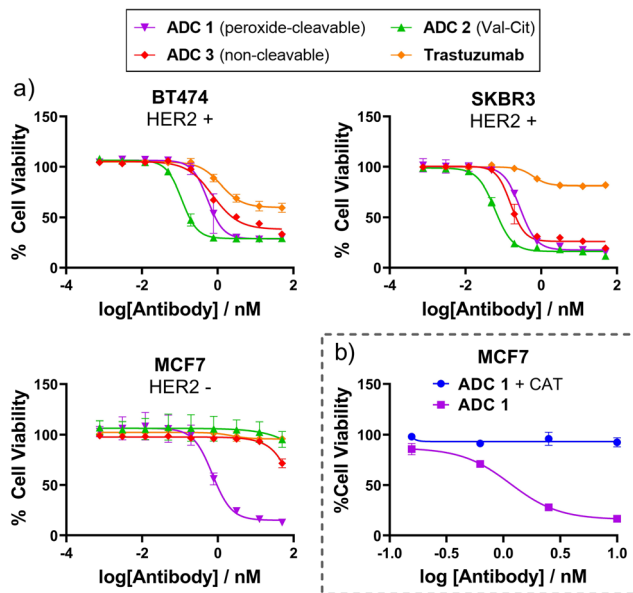 ADC 1 (peroxide-cleavable) ADC 2 (Val-Cit)
ADC 3 (non-cleavable) Trastuzumab
a)
BT474
HER2 +
% Cell Viability
150
100
50
0
-4 -2 0 2
log[Antibody] / nM
SKBR3
HER2 +
% Cell Viability
150
100
50
0
-4 -2 0 2
log[Antibody] / nM
MCF7
HER2 -
% Cell Viability
150
100
50
0
-4 -2 0 2
log[Antibody] / nM
b)
MCF7
ADC 1 + CAT
ADC 1
%Cell Viability
150
100
50
0
-1.0 -0.5 0.0 0.5 1.0
log [Antibody] / nM